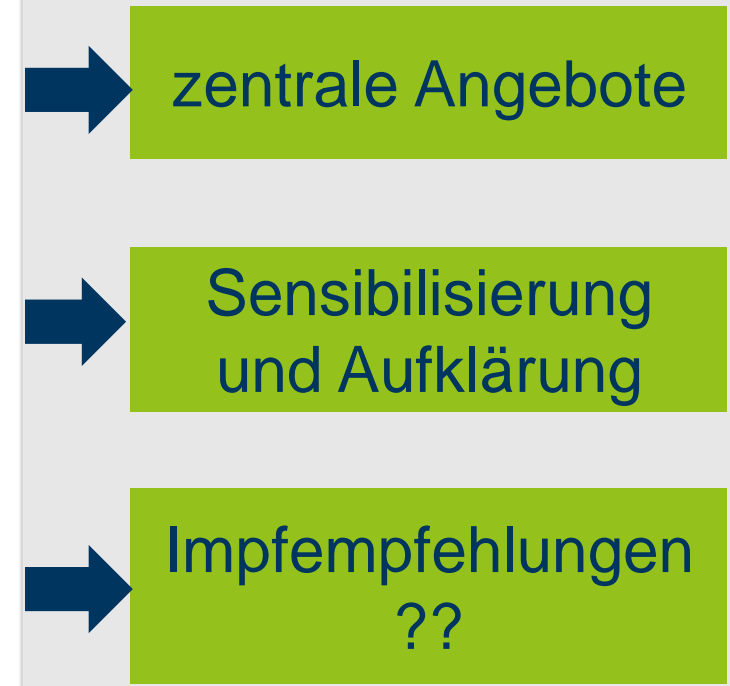 zentrale Angebote
Sensibilisierung
und Aufklärung
Impfempfehlungen
??